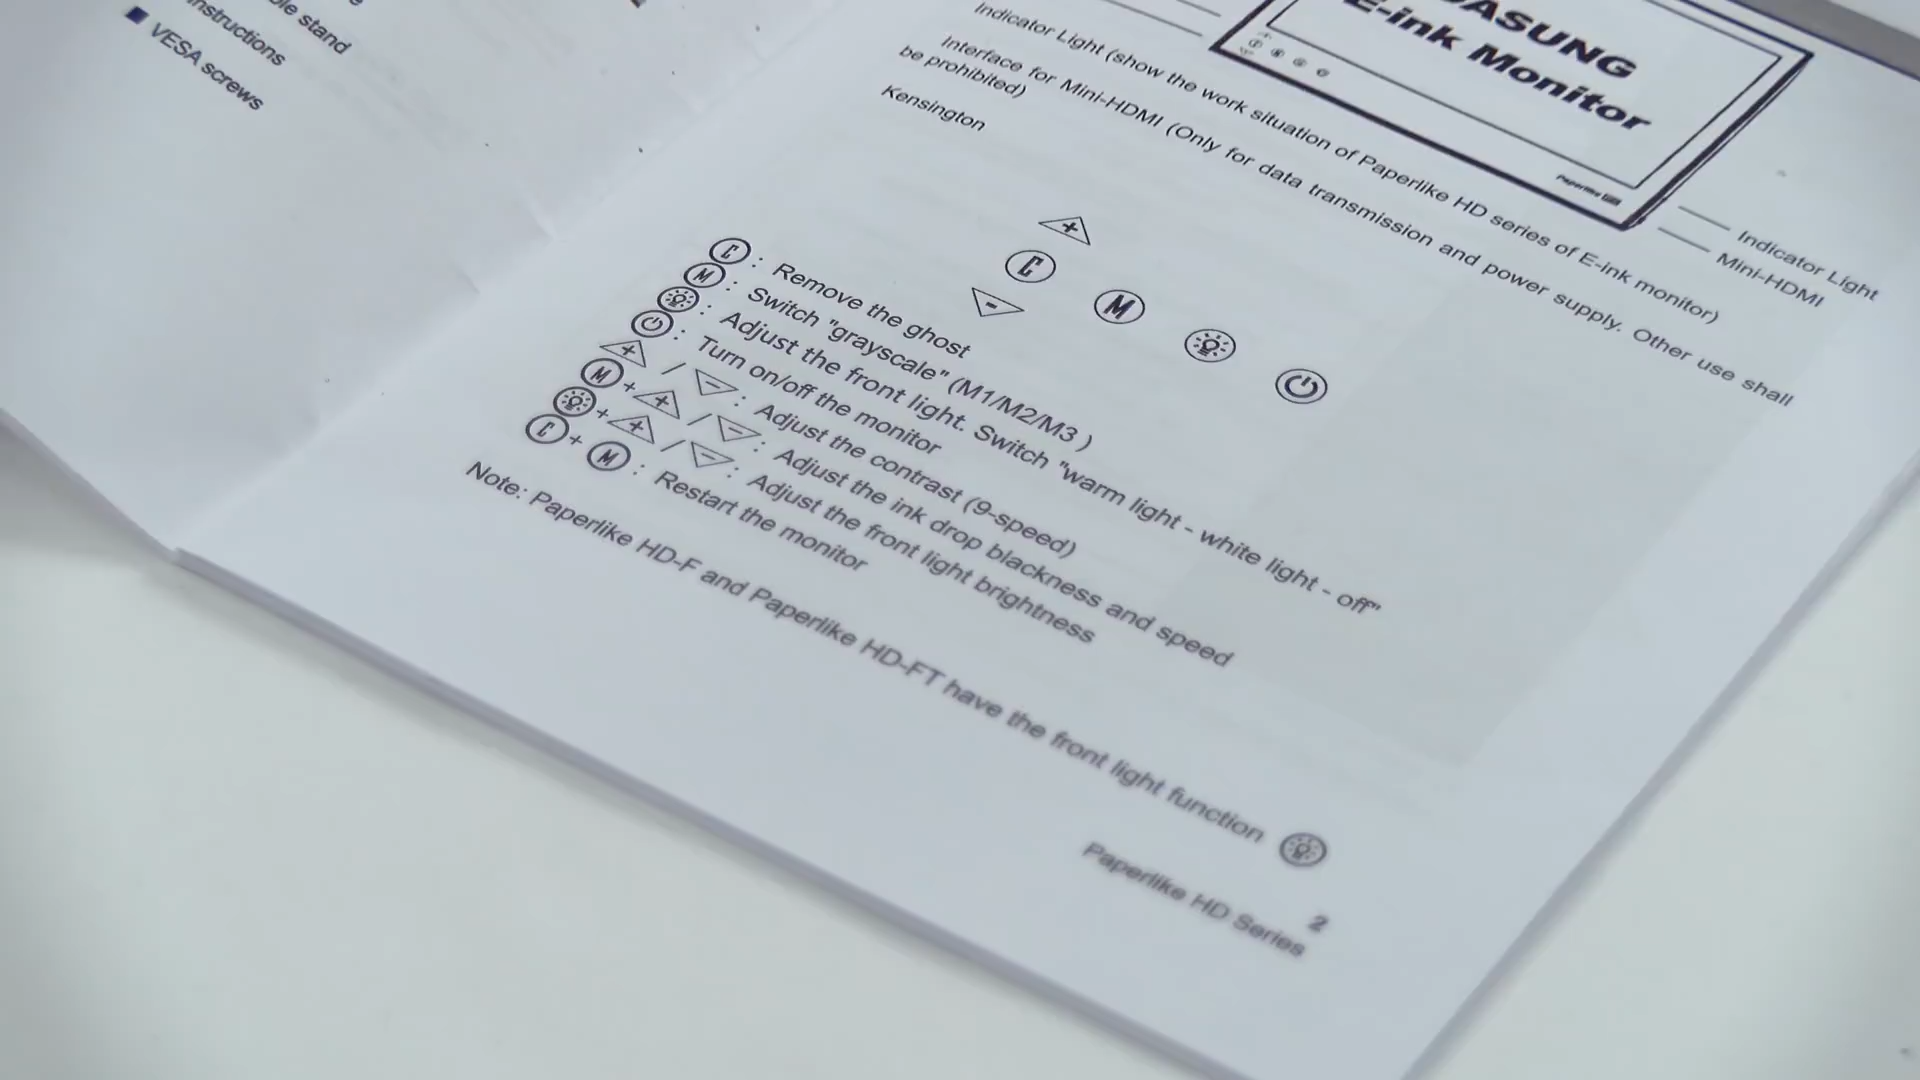 stand
instructions
■ VESA screws
DASUNG
E-ink Monitor
Paperlike
Indicator Light
Mini-HDMI
Indicator Light (show the work situation of Paperlike HD series of E-ink monitor)
Interface for Mini-HDMI (Only for data transmission and power supply. Other use shall
be prohibited)
Kensington
+
C
-
M
C : Remove the ghost
M : Switch "grayscale" (M1/M2/M3 )
: Adjust the front light. Switch "warm light - white light - off"
: Turn on/off the monitor
+ / - : Adjust the contrast (9-speed)
M + + / - : Adjust the ink drop blackness and speed
+ + / - : Adjust the front light brightness
C + M : Restart the monitor
Note: Paperlike HD-F and Paperlike HD-FT have the front light function
2
Paperlike HD Series